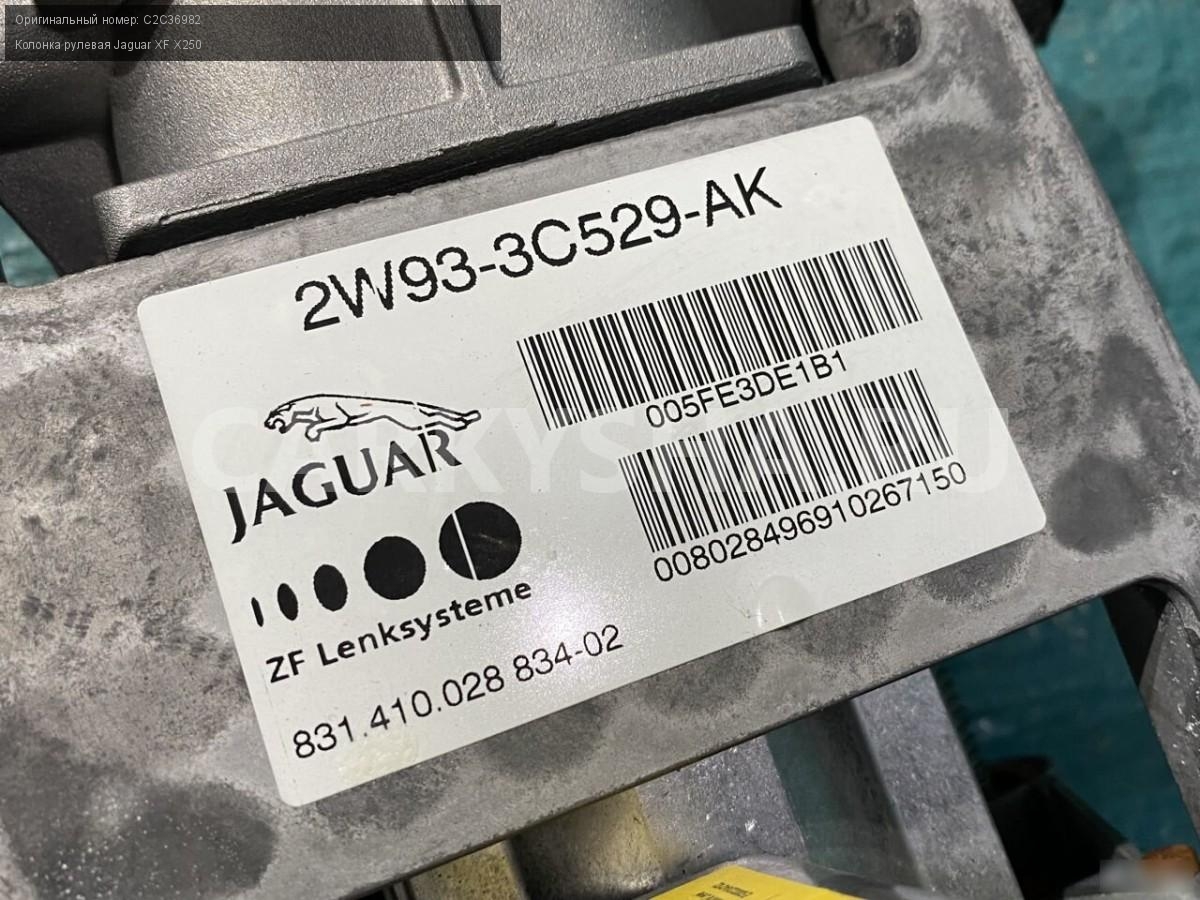 Оригинальный номер: C2C36982
Колонка рулевая Jaguar XF X250
2W93-3C529-AK
005FE3DE1B1
JAGUAR
008028496910267150
ZF Lenksysteme
831.410.028 834-02